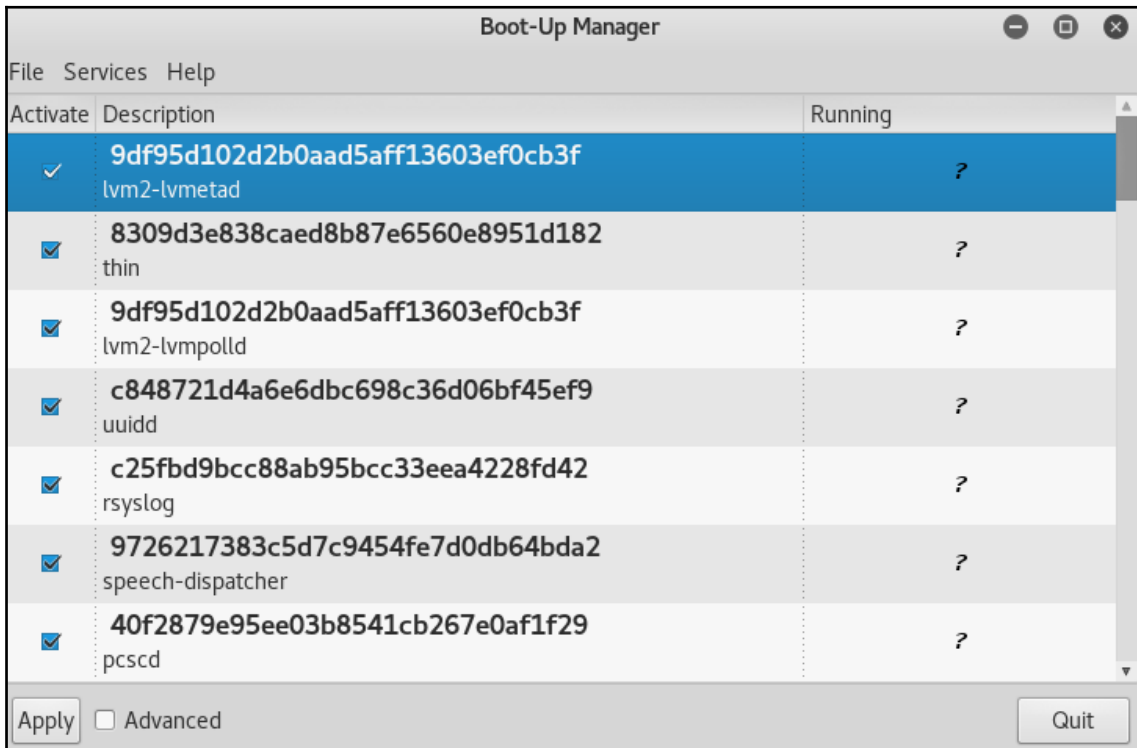 Boot-Up Manager
File Services Help
Activate Description Running
9df95d102d2b0aad5aff13603ef0cb3f
lvm2-lvmetad
?
8309d3e838caed8b87e6560e8951d182
thin
?
9df95d102d2b0aad5aff13603ef0cb3f
lvm2-lvmpolld
?
c848721d4a6e6dbc698c36d06bf45ef9
uuidd
?
c25fbd9bcc88ab95bcc33eea4228fd42
rsyslog
?
9726217383c5d7c9454fe7d0db64bda2
speech-dispatcher
?
40f2879e95ee03b8541cb267e0af1f29
pcscd
?
Apply Advanced Quit